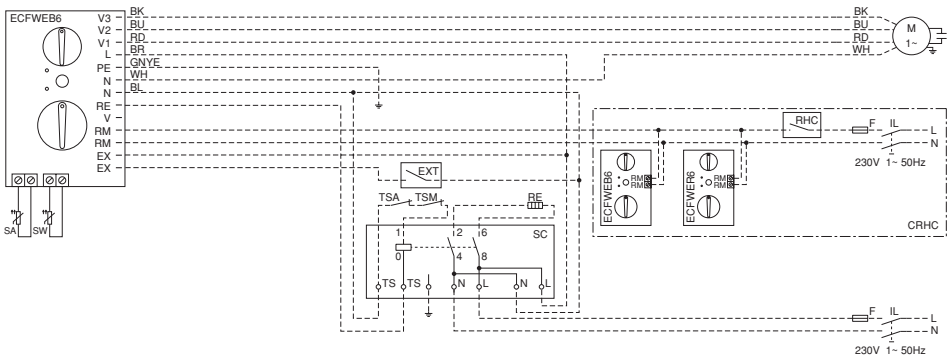 ECFWEB6
V3 BK BK
V2 BU BU
V1 RD RD
L BR WH
PE GNYE
N WH
N BL
RE
V
RM
RM
EX
EX
M
1~
RHC
F IL
L
N
230V 1~ 50Hz
ECFWEB6
RM
RM
ECFWER6
RM
RM
CRHC
EXT
TSA TSM
RE
SA SW
1 2 6
SC
0 4 8
TS TS N L N L
F IL
L
N
230V 1~ 50Hz